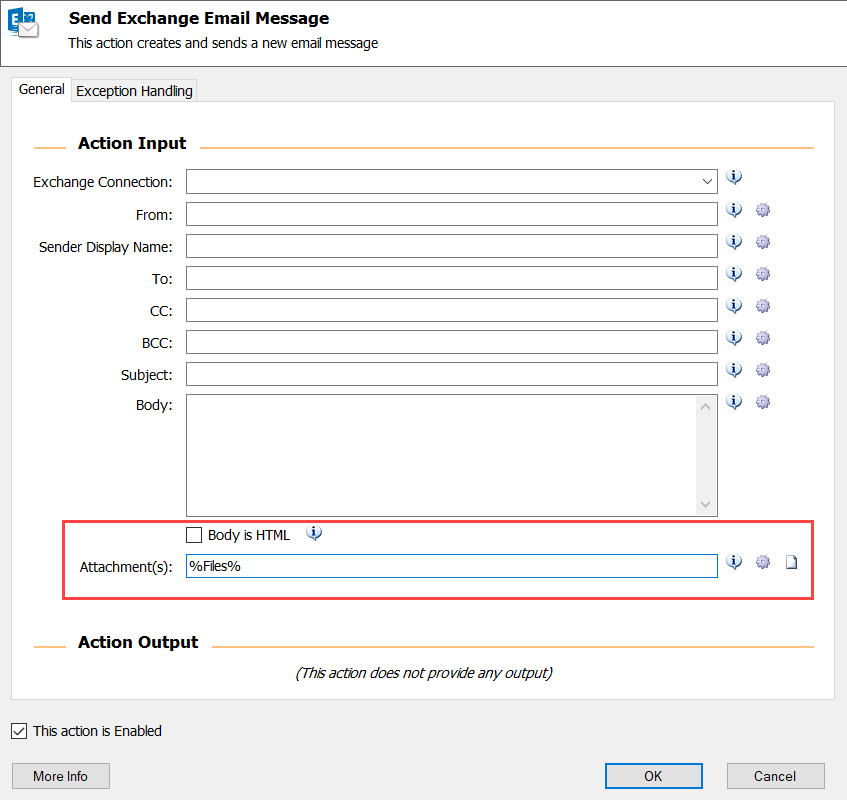 Send Exchange Email Message
This action creates and sends a new email message
General
Exception Handling
Action Input
Exchange Connection:
From:
Sender Display Name:
To:
CC:
BCC:
Subject:
Body:
Body is HTML
Attachment(s): %Files%
Action Output
(This action does not provide any output)
This action is Enabled
More Info
OK
Cancel